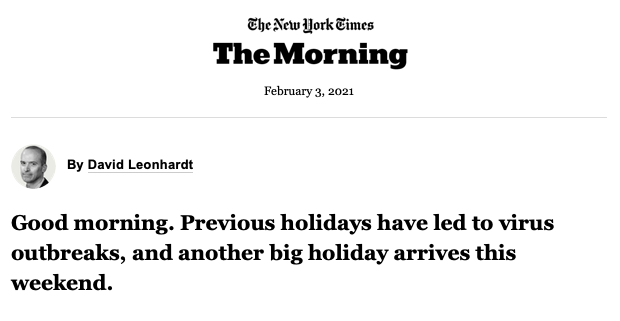 The New York Times
The Morning
February 3, 2021
By David Leonhardt
Good morning. Previous holidays have led to virus
outbreaks, and another big holiday arrives this
weekend.